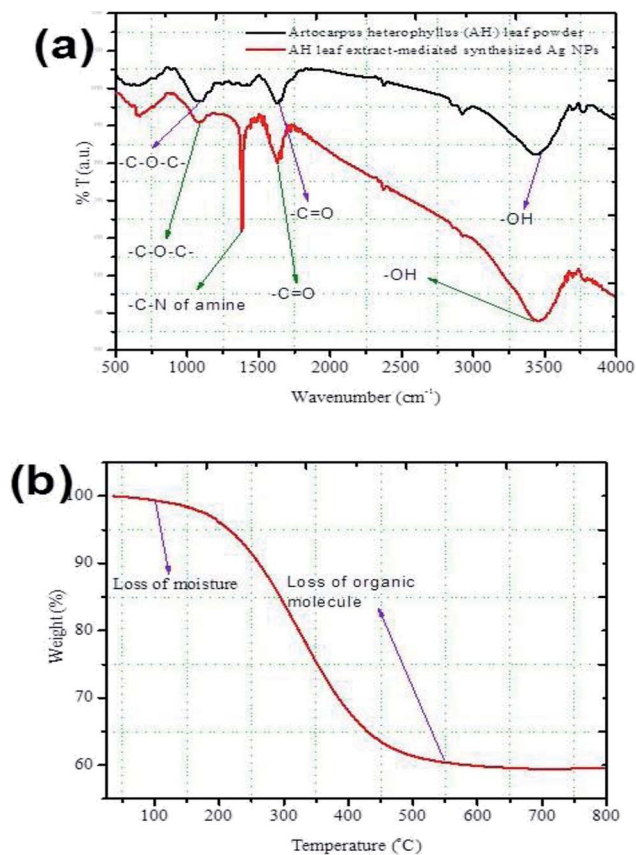 (a)
Artocarpus heterophyllus (AH) leaf powder
AH leaf extract-mediated synthesized Ag NPs
% T (a.u.)
-C-O-C-
-C=O
-OH
-C-O-C-
-C-N of amine
-C=O
-OH
500 1000 1500 2000 2500 3000 3500 4000
Wavenumber (cm⁻¹)
(b)
100
90
80
70
60
Weight (%)
Loss of moisture
Loss of organic
molecule
100 200 300 400 500 600 700 800
Temperature (°C)